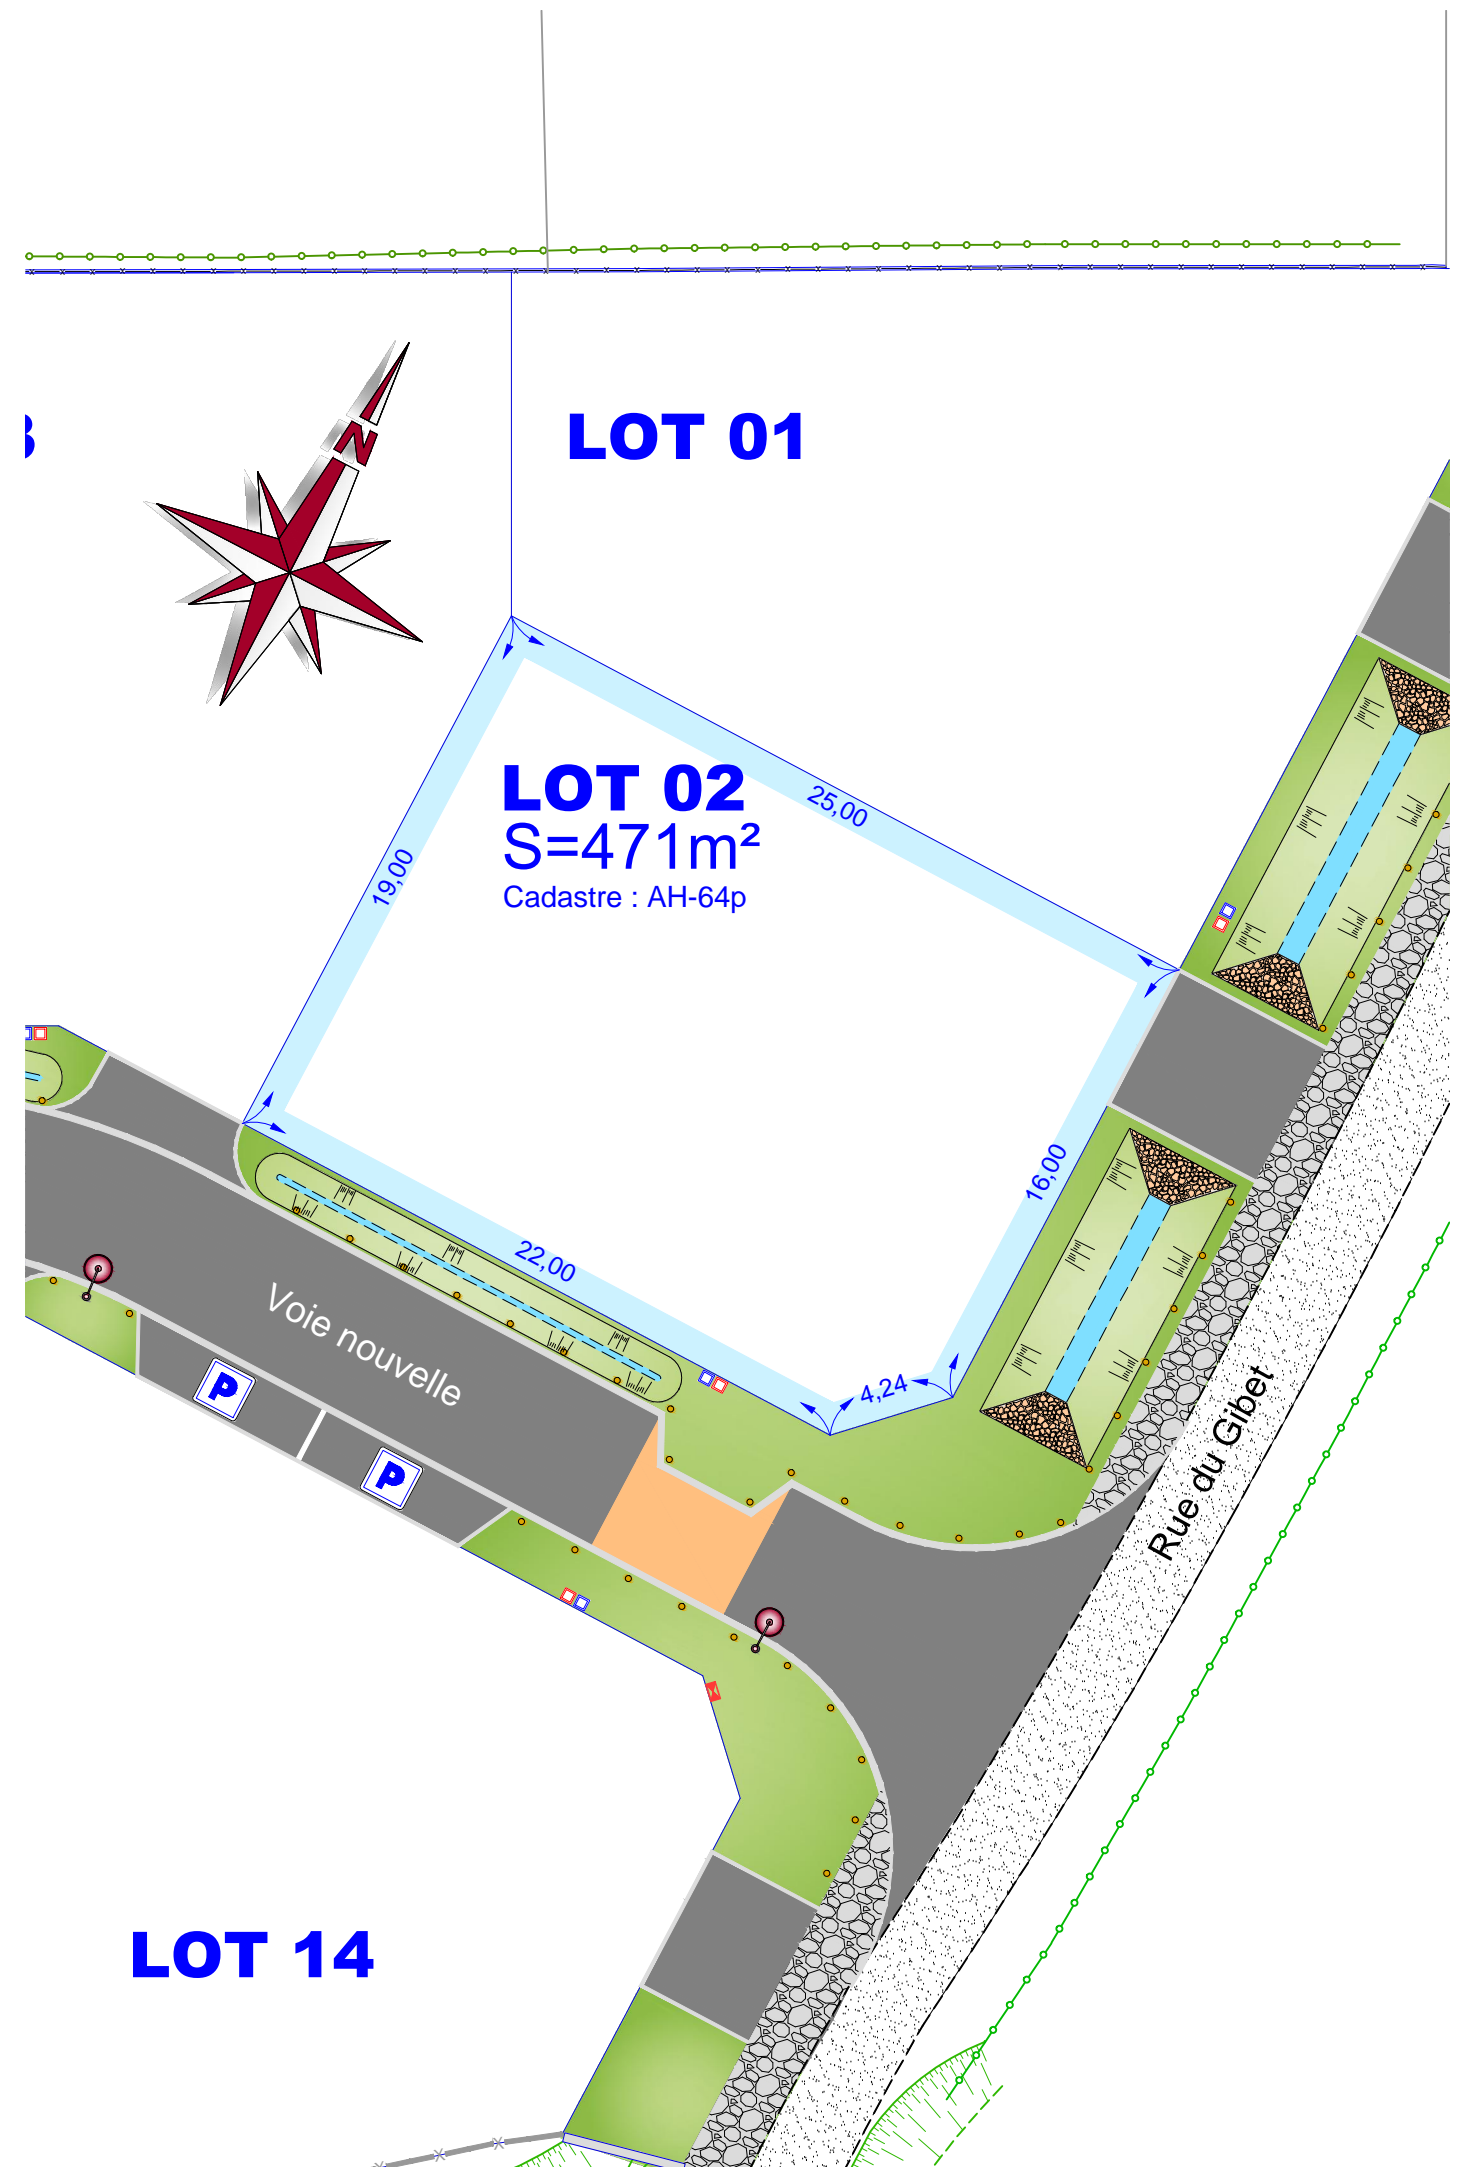 LOT 01
N
LOT 02
S=471m²
Cadastre : AH-64p
25,00
19,00
16,00
22,00
4,24
Voie nouvelle
P
P
Rue du Gibet
LOT 14